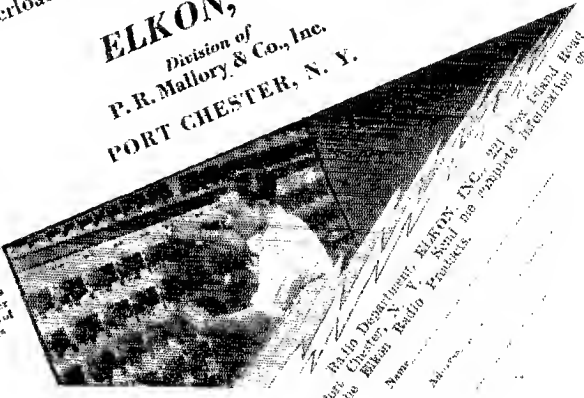 ELKON,
Division of
P. R. Mallory & Co., Inc.
PORT CHESTER, N. Y.
Radio Department, ELKON, INC., 221 Fox Island Road,
Port Chester, N. Y. Send me complete information on
the Elkon Radio Products.
Name
Address